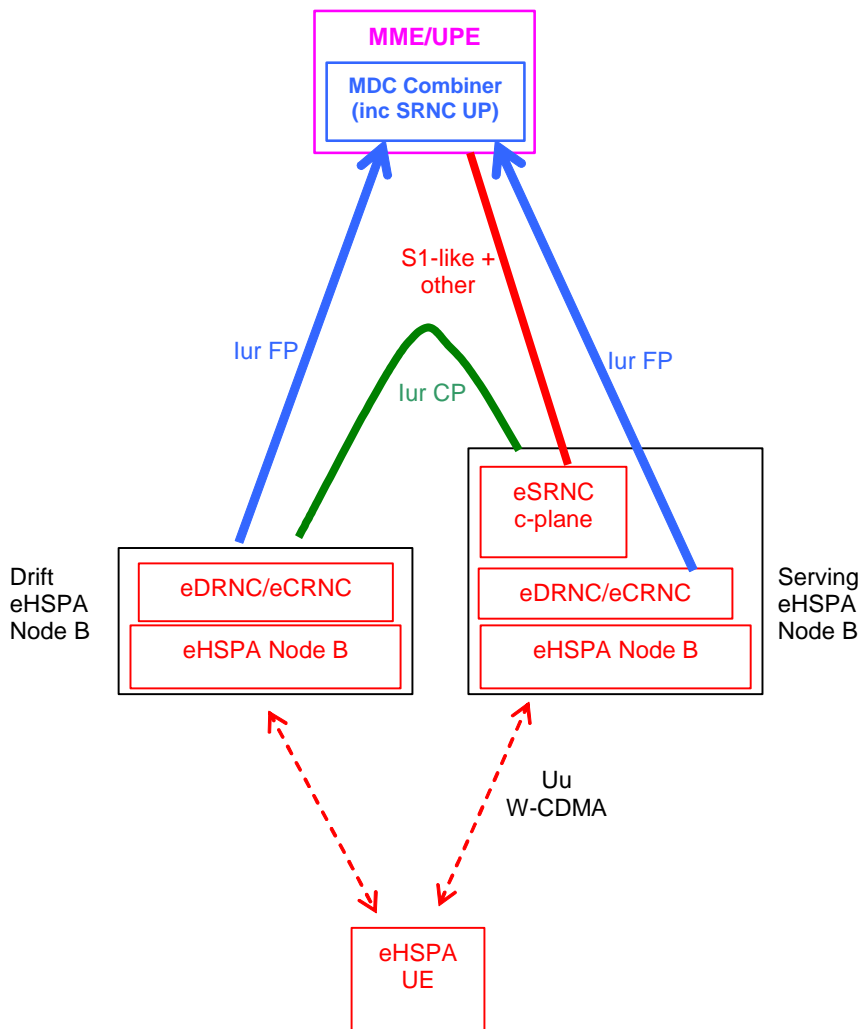 MME/UPE
MDC Combiner
(inc SRNC UP)
S1-like +
other
Iur FP
Iur FP
Iur CP
eSRNC
c-plane
Drift
eHSPA
Node B
eDRNC/eCRNC
eHSPA Node B
eDRNC/eCRNC
eHSPA Node B
Serving
eHSPA
Node B
Uu
W-CDMA
eHSPA
UE